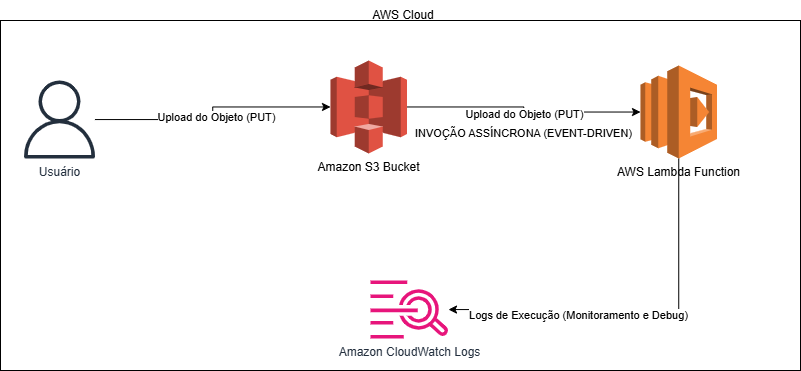 AWS Cloud
Upload do Objeto (PUT)
Upload do Objeto (PUT)
INVOÇÃO ASSÍNCRONA (EVENT-DRIVEN)
Usuário
Amazon S3 Bucket
AWS Lambda Function
Logs de Execução (Monitoramento e Debug)
Amazon CloudWatch Logs